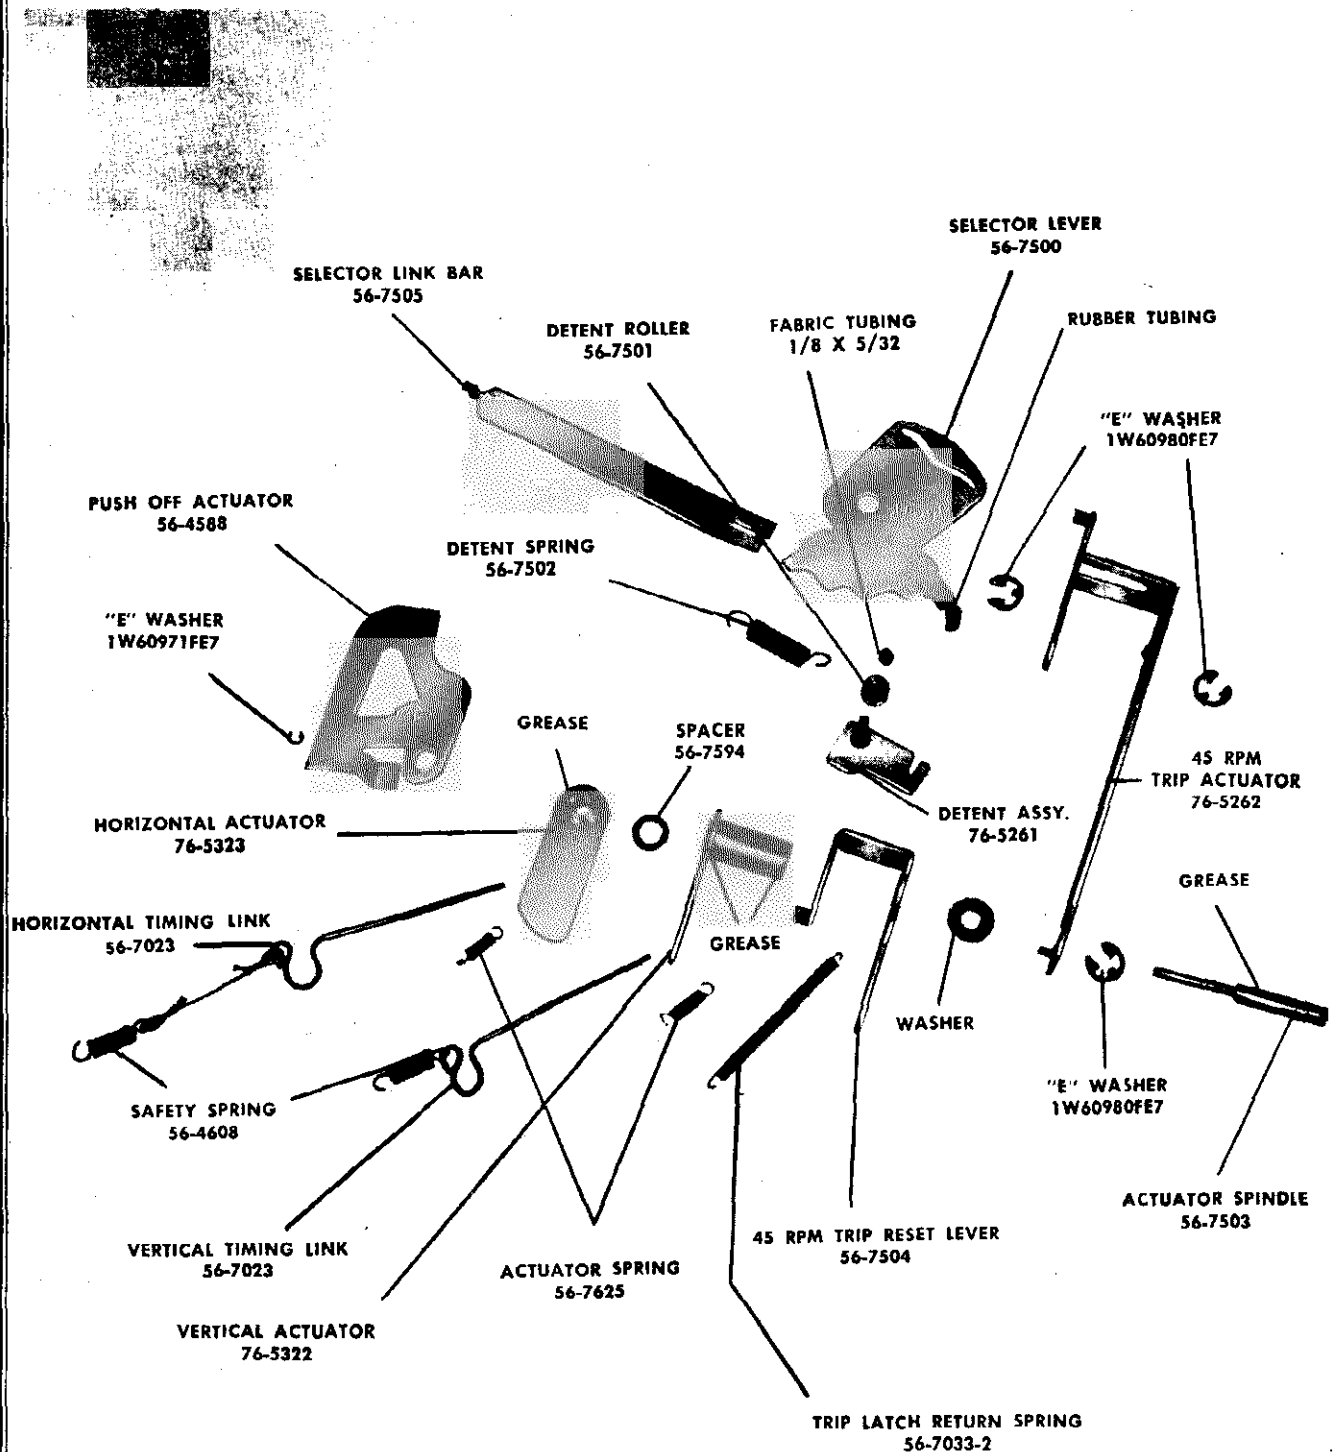 SELECTOR LEVER
56-7500
SELECTOR LINK BAR
56-7505
DETENT ROLLER
56-7501
FABRIC TUBING
1/8 X 5/32
RUBBER TUBING
"E" WASHER
1W60980FE7
PUSH OFF ACTUATOR
56-4588
DETENT SPRING
56-7502
"E" WASHER
1W60971FE7
GREASE
SPACER
56-7594
45 RPM
TRIP ACTUATOR
76-5262
HORIZONTAL ACTUATOR
76-5323
DETENT ASSY.
76-5261
GREASE
HORIZONTAL TIMING LINK
56-7023
GREASE
WASHER
"E" WASHER
1W60980FE7
SAFETY SPRING
56-4608
ACTUATOR SPINDLE
56-7503
VERTICAL TIMING LINK
56-7023
45 RPM TRIP RESET LEVER
56-7504
ACTUATOR SPRING
56-7625
VERTICAL ACTUATOR
76-5322
TRIP LATCH RETURN SPRING
56-7033-2